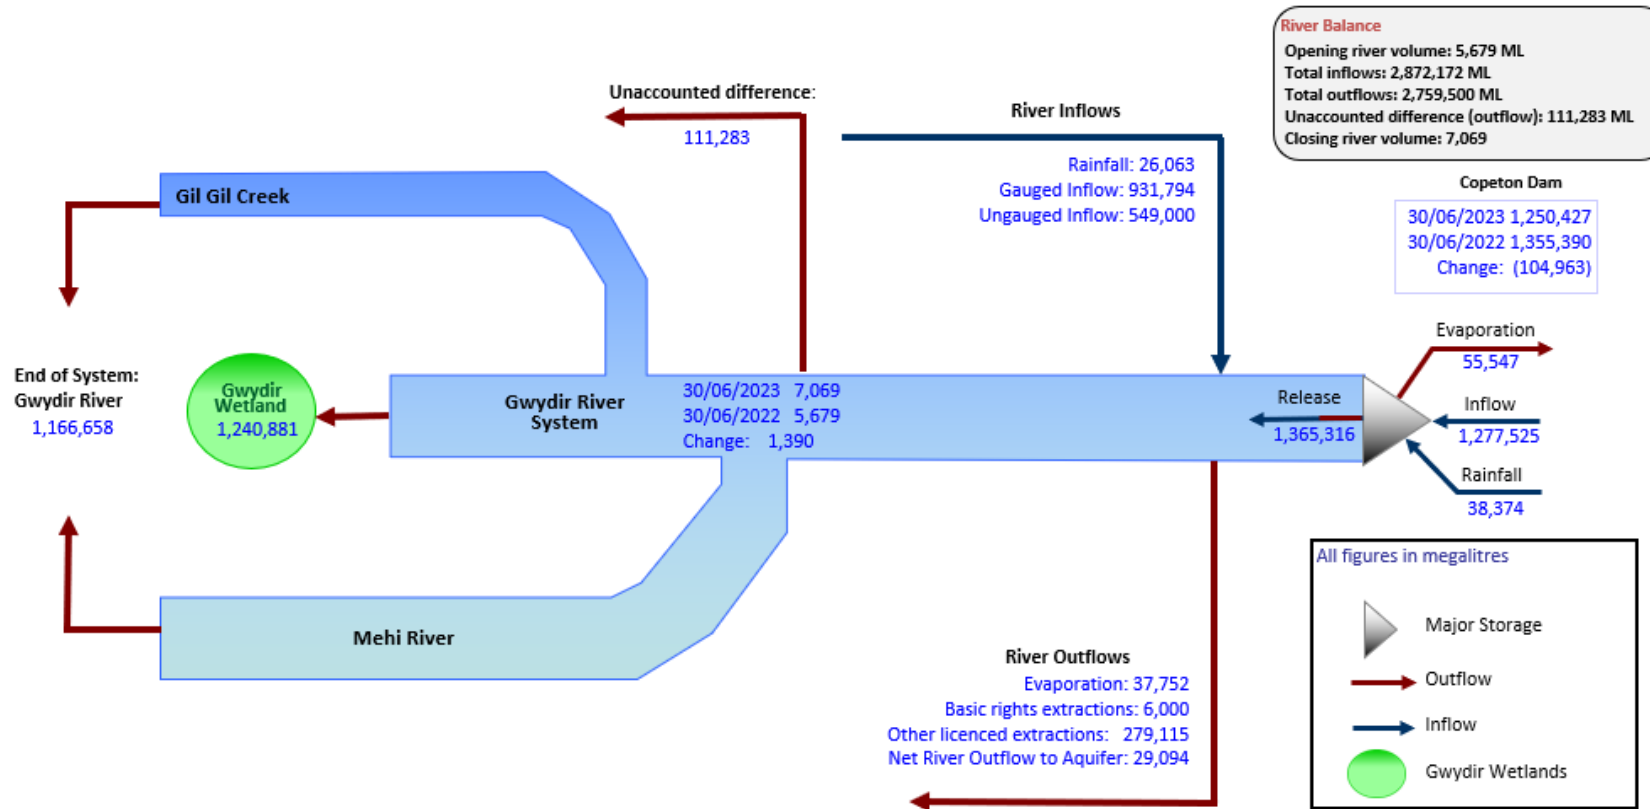 River Balance
Opening river volume: 5,679 ML
Total inflows: 2,872,172 ML
Total outflows: 2,759,500 ML
Unaccounted difference (outflow): 111,283 ML
Closing river volume: 7,069
Unaccounted difference:
111,283
River Inflows
Rainfall: 26,063
Gauged Inflow: 931,794
Ungauged Inflow: 549,000
Copeton Dam
30/06/2023 1,250,427
30/06/2022 1,355,390
Change: (104,963)
Gil Gil Creek
End of System:
Gwydir River
1,166,658
Gwydir
Wetland
1,240,881
Gwydir River
System
30/06/2023 7,069
30/06/2022 5,679
Change: 1,390
Release
1,365,316
Evaporation
55,547
Inflow
1,277,525
Rainfall
38,374
Mehi River
River Outflows
Evaporation: 37,752
Basic rights extractions: 6,000
Other licenced extractions: 279,115
Net River Outflow to Aquifer: 29,094
All figures in megalitres
Major Storage
Outflow
Inflow
Gwydir Wetlands